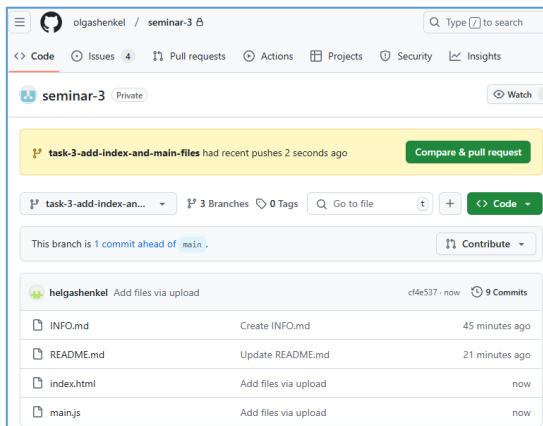 olgashenkel / seminar-3 Type / to search
Code Issues 4 Pull requests Actions Projects Security Insights
seminar-3 Private Watch
task-3-add-index-and-main-files had recent pushes 2 seconds ago Compare & pull request
task-3-add-index-an... 3 Branches 0 Tags Go to file t + Code
This branch is 1 commit ahead of main. Contribute
helgashenkel Add files via upload cf4e537 · now 9 Commits
INFO.md Create INFO.md 45 minutes ago
README.md Update README.md 21 minutes ago
index.html Add files via upload now
main.js Add files via upload now